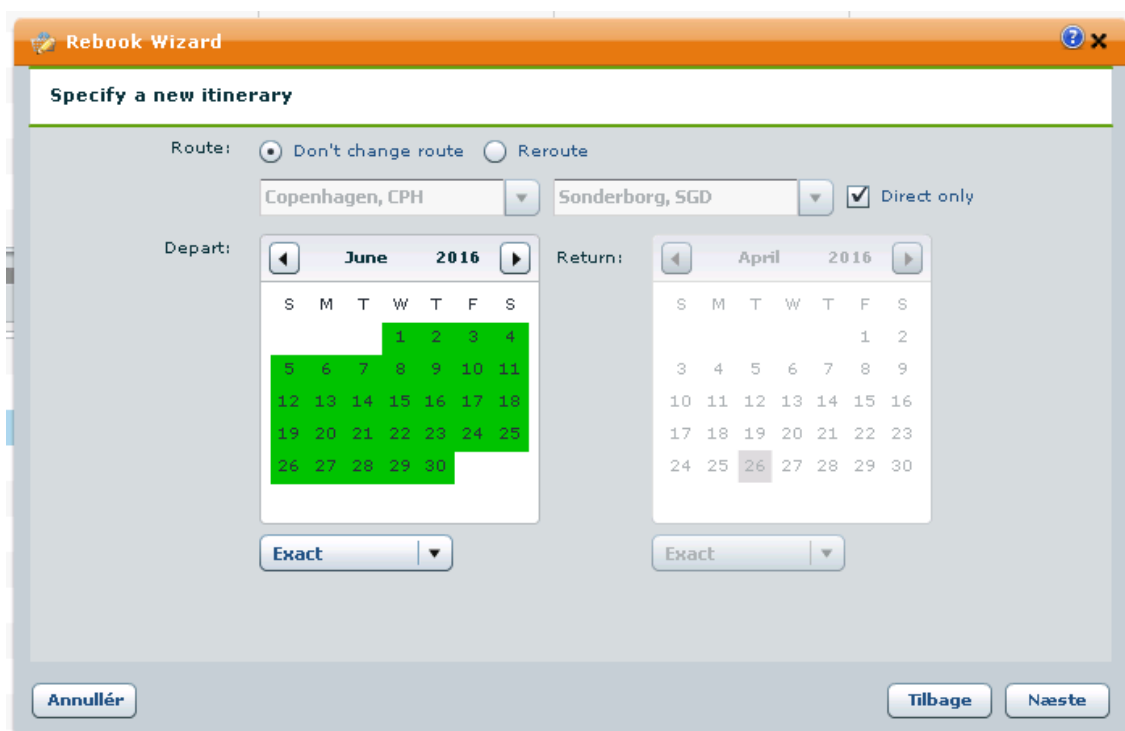 Rebook Wizard
Specify a new itinerary
Route: Don't change route Reroute
Copenhagen, CPH Sonderborg, SGD Direct only
Depart: June 2016 Return: April 2016
S M T W T F S S M T W T F S
1 2 3 4 1 2
5 6 7 8 9 10 11 3 4 5 6 7 8 9
12 13 14 15 16 17 18 10 11 12 13 14 15 16
19 20 21 22 23 24 25 17 18 19 20 21 22 23
26 27 28 29 30 24 25 26 27 28 29 30
Exact Exact
Annullér Tilbage Næste